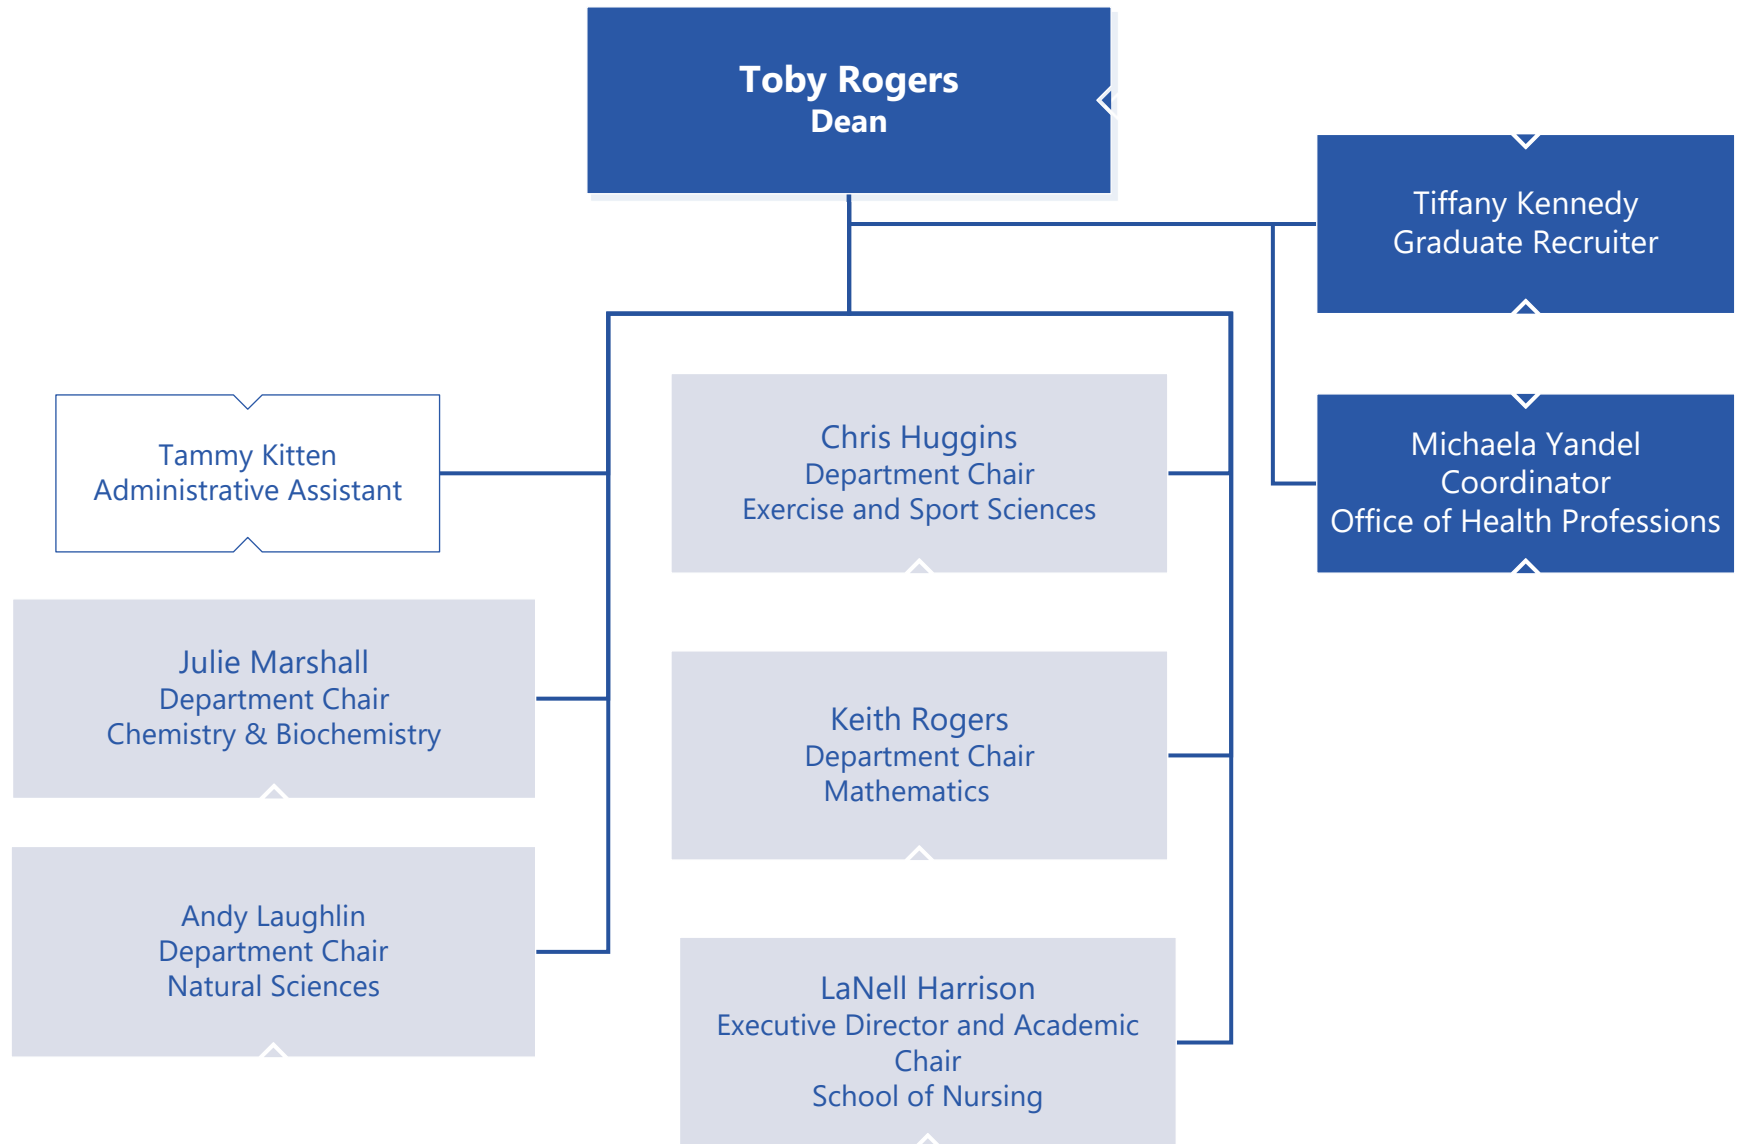 Toby Rogers
Dean
Tiffany Kennedy
Graduate Recruiter
Tammy Kitten
Administrative Assistant
Chris Huggins
Department Chair
Exercise and Sport Sciences
Michaela Yandel
Coordinator
Office of Health Professions
Julie Marshall
Department Chair
Chemistry & Biochemistry
Keith Rogers
Department Chair
Mathematics
Andy Laughlin
Department Chair
Natural Sciences
LaNell Harrison
Executive Director and Academic
Chair
School of Nursing